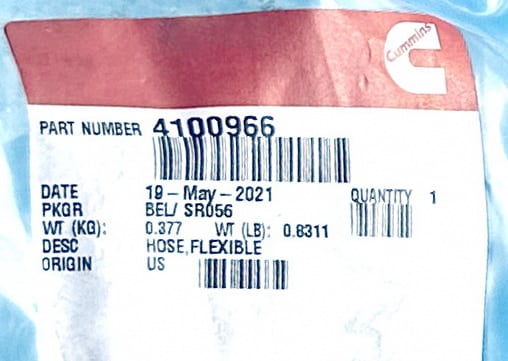 Cummins
PART NUMBER 4100966
DATE 19-May-2021 QUANTITY 1
PKGR BEL/ SR056
WT (KG): 0.377 WT (LB): 0.8311
DESC HOSE,FLEXIBLE
ORIGIN US